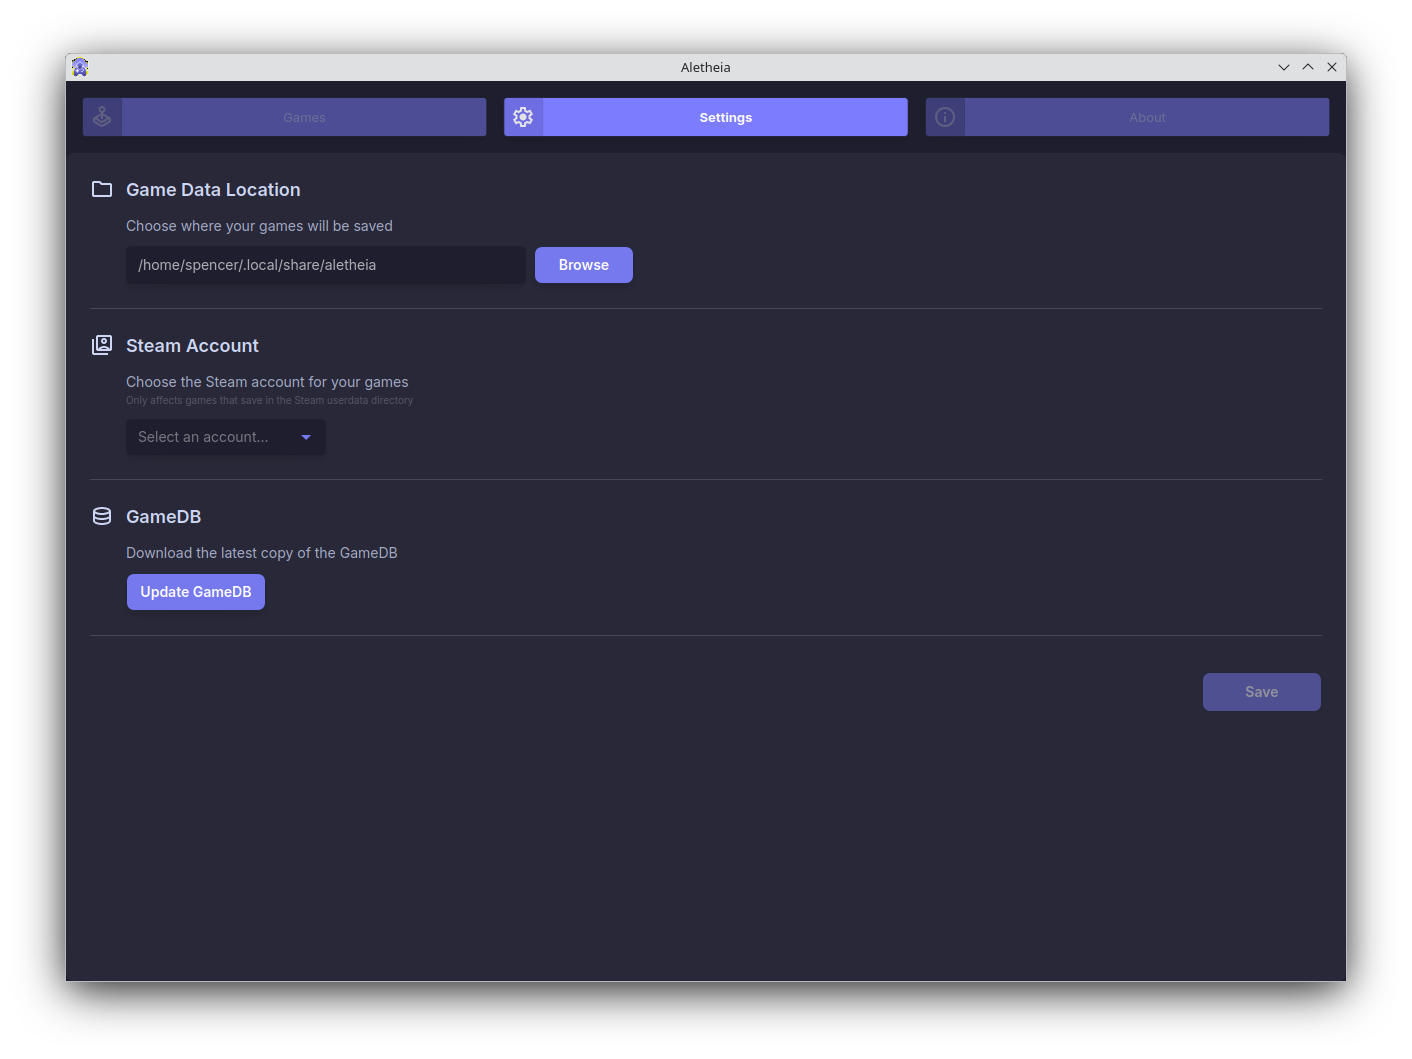 Aletheia
Games
Settings
About
Game Data Location
Choose where your games will be saved
/home/spencer/.local/share/aletheia
Browse
Steam Account
Choose the Steam account for your games
Only affects games that save in the Steam userdata directory
Select an account...
GameDB
Download the latest copy of the GameDB
Update GameDB
Save